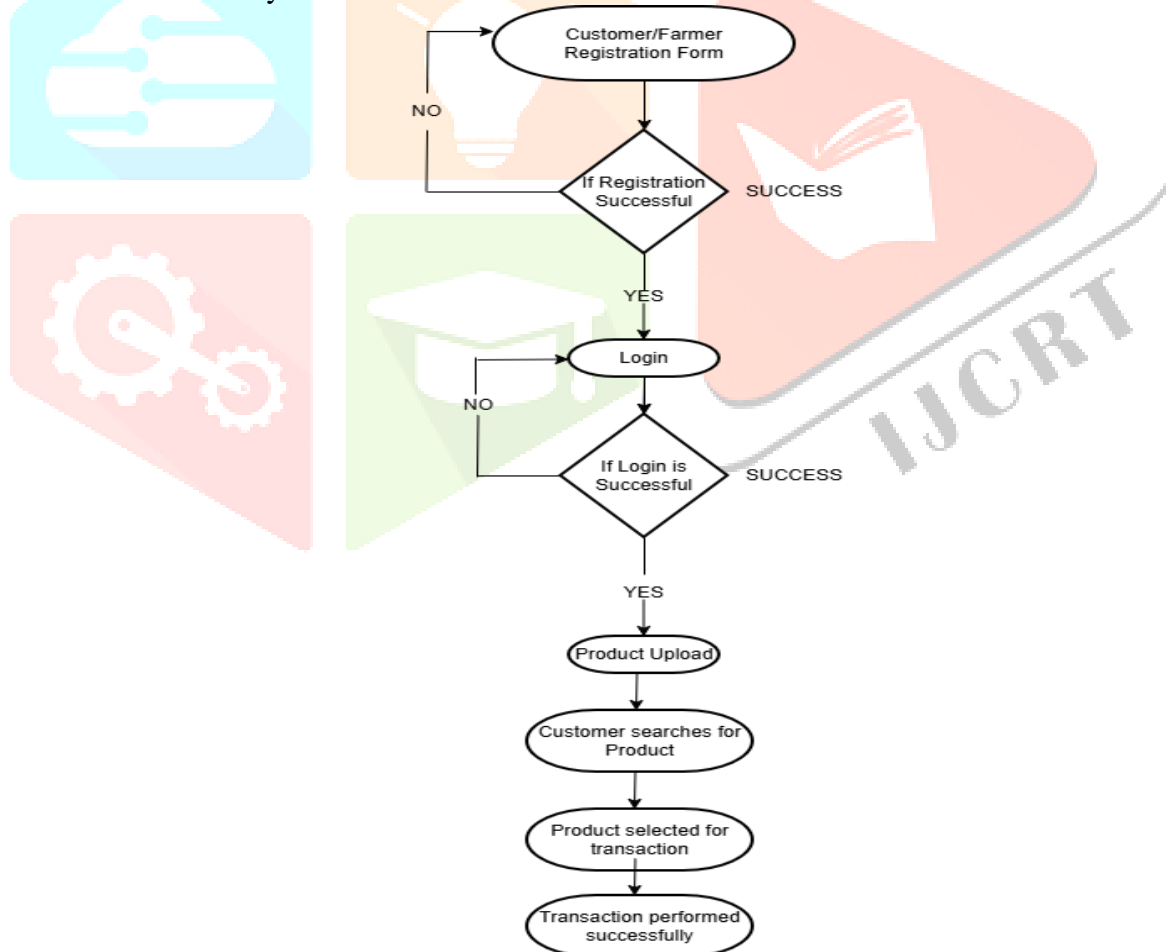 Customer/Farmer
Registration Form
NO
If Registration
Successful
SUCCESS
YES
Login
NO
If Login is
Successful
SUCCESS
YES
Product Upload
Customer searches for
Product
Product selected for
transaction
Transaction performed
successfully
IJCRT